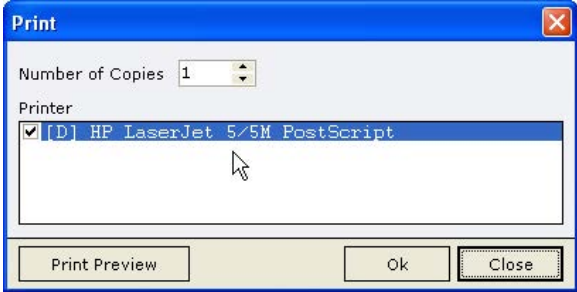 Print
Number of Copies 1
Printer
[D] HP LaserJet 5/5M PostScript
Print Preview Ok Close